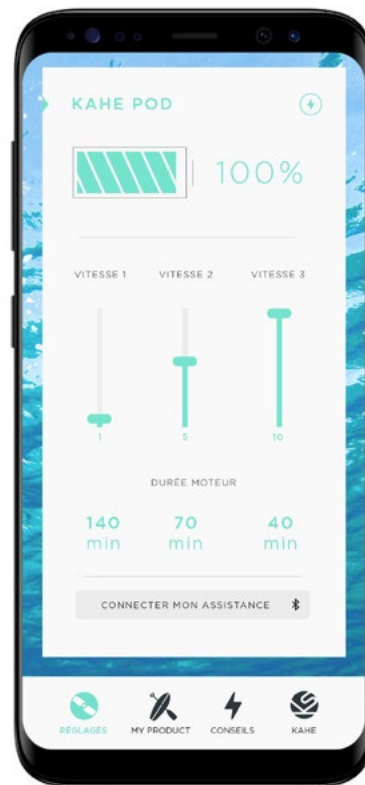 KAHE POD
100%
VITESSE 1 VITESSE 2 VITESSE 3
1 5 10
DURÉE MOTEUR
140 70 40
min min min
CONNECTER MON ASSISTANCE
RÉGLAGES MY PRODUCT CONSEILS KAHE